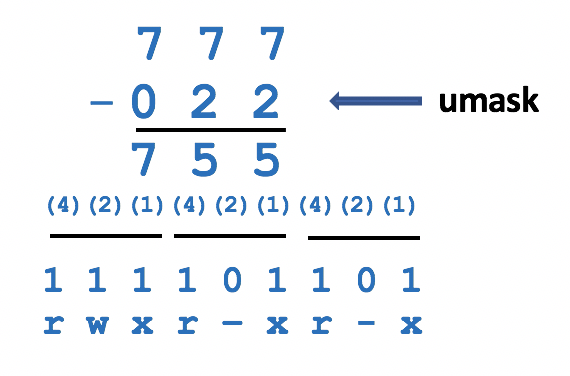 7 7 7
- 0 2 2 umask
7 5 5
(4) (2) (1) (4) (2) (1) (4) (2) (1)
1 1 1 1 0 1 1 0 1
r w x r - x r - x